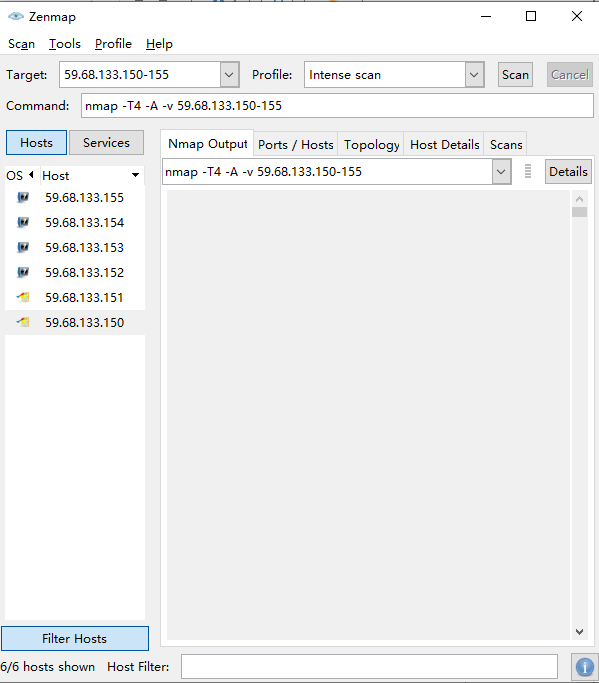 Zenmap
Scan Tools Profile Help
Target: 59.68.133.150-155 Profile: Intense scan Scan Cancel
Command: nmap -T4 -A -v 59.68.133.150-155
Hosts Services Nmap Output Ports / Hosts Topology Host Details Scans
OS Host nmap -T4 -A -v 59.68.133.150-155 Details
59.68.133.155
59.68.133.154
59.68.133.153
59.68.133.152
59.68.133.151
59.68.133.150
Filter Hosts
6/6 hosts shown Host Filter: